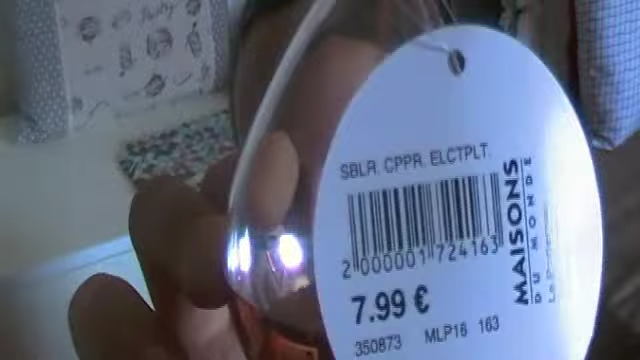 SBLR. CPPR. ELCTPLT.
2 000001 724163
7.99 €
350873 MLP16 163
MAISONS
DU MONDE